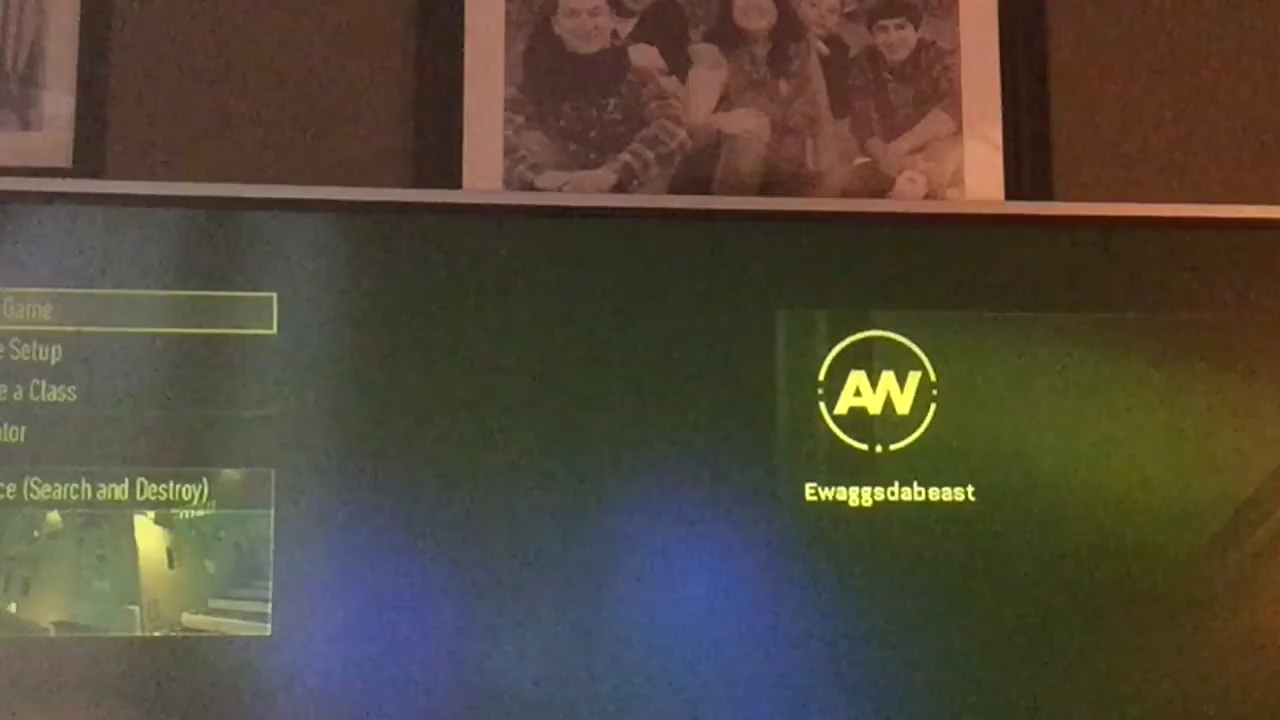 Game
e Setup
e a Class
ator
ce (Search and Destroy)
AW
Ewaggsdabeast